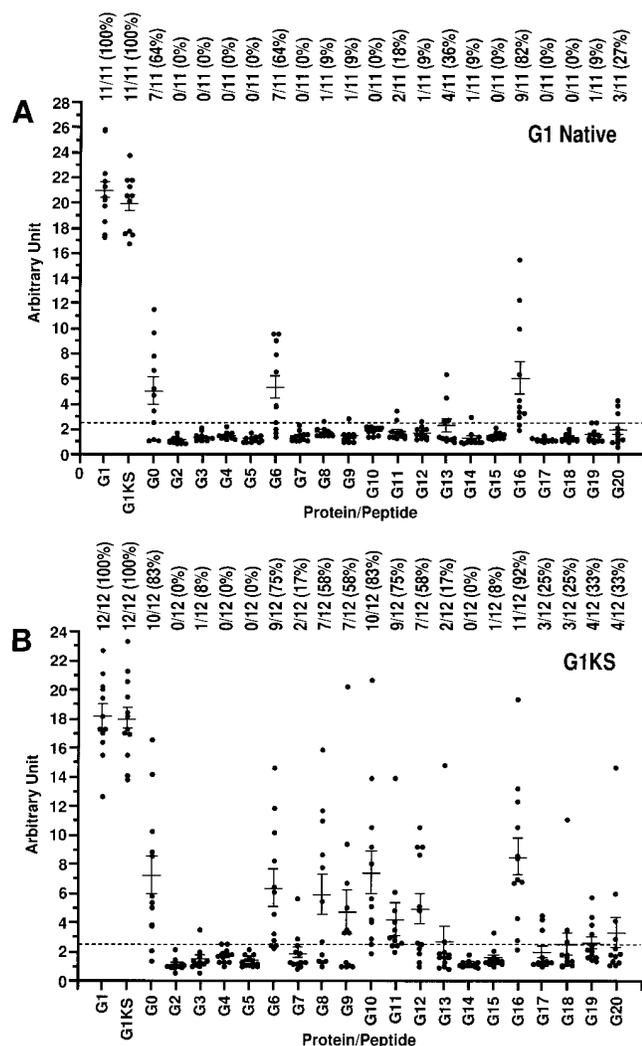 11/11 (100%)
11/11 (100%)
7/11 (64%)
0/11 (0%)
0/11 (0%)
0/11 (0%)
0/11 (0%)
7/11 (64%)
0/11 (0%)
1/11 (9%)
1/11 (9%)
0/11 (0%)
2/11 (18%)
1/11 (9%)
4/11 (36%)
1/11 (9%)
0/11 (0%)
9/11 (82%)
0/11 (0%)
0/11 (0%)
1/11 (9%)
3/11 (27%)
A
G1 Native
Arbitrary Unit
28
26
24
22
20
18
16
14
12
10
8
6
4
2
0
0
G1
G1KS
G0
G2
G3
G4
G5
G6
G7
G8
G9
G10
G11
G12
G13
G14
G15
G16
G17
G18
G19
G20
Protein/Peptide
12/12 (100%)
12/12 (100%)
10/12 (83%)
0/12 (0%)
1/12 (8%)
0/12 (0%)
0/12 (0%)
9/12 (75%)
2/12 (17%)
7/12 (58%)
7/12 (58%)
10/12 (83%)
9/12 (75%)
7/12 (58%)
2/12 (17%)
0/12 (0%)
1/12 (8%)
11/12 (92%)
3/12 (25%)
3/12 (25%)
4/12 (33%)
4/12 (33%)
B
G1KS
Arbitrary Unit
24
22
20
18
16
14
12
10
8
6
4
2
0
G1
G1KS
G0
G2
G3
G4
G5
G6
G7
G8
G9
G10
G11
G12
G13
G14
G15
G16
G17
G18
G19
G20
Protein/Peptide